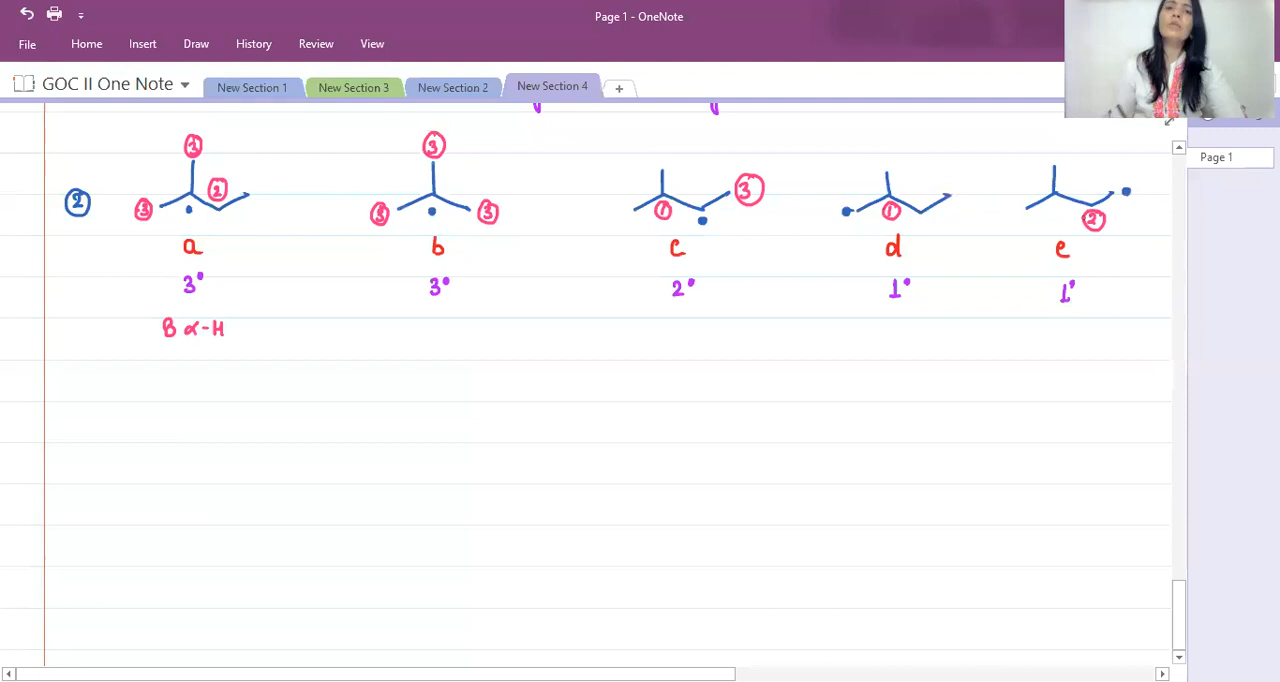 Page 1 - OneNote
File Home Insert Draw History Review View
GOC II One Note New Section 1 New Section 3 New Section 2 New Section 4 +
Page 1
3 3
2 3 2 3 3 1 3 1 2
a b c d e
3° 3° 2° 1° 1°
8 α-H